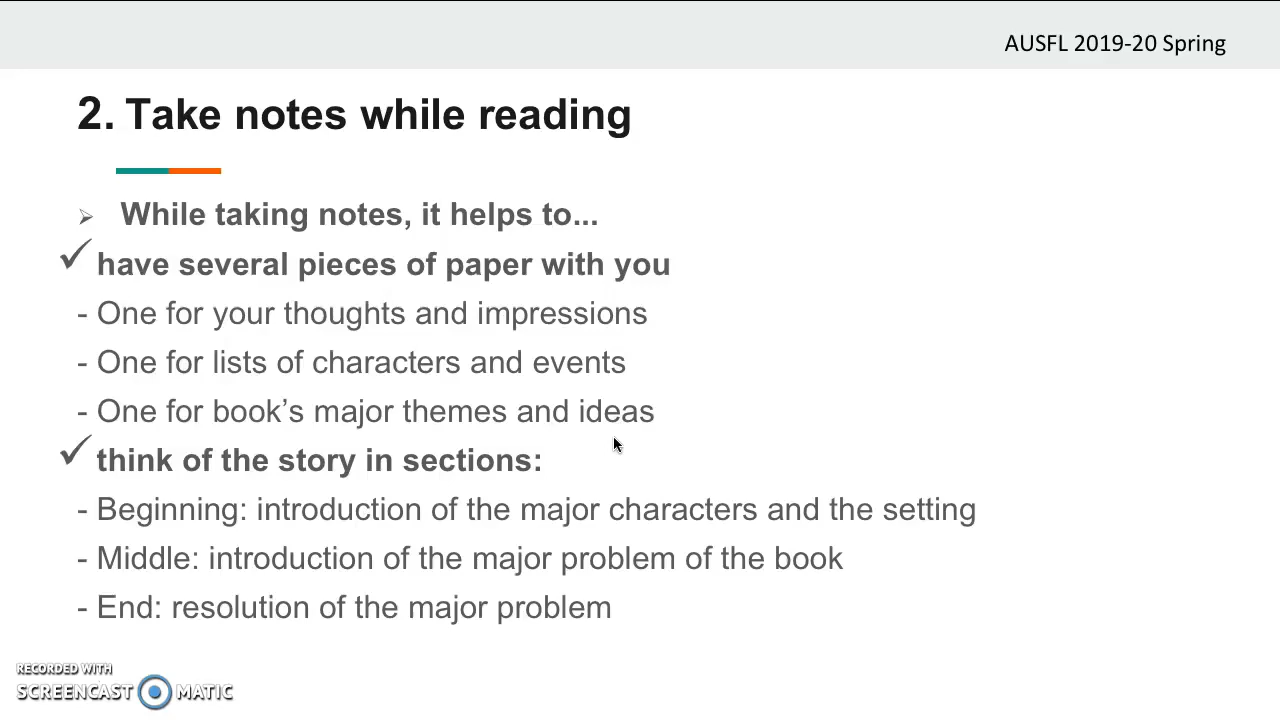 AUSFL 2019-20 Spring
2. Take notes while reading
➢ While taking notes, it helps to...
✓ have several pieces of paper with you
- One for your thoughts and impressions
- One for lists of characters and events
- One for book’s major themes and ideas
✓ think of the story in sections:
- Beginning: introduction of the major characters and the setting
- Middle: introduction of the major problem of the book
- End: resolution of the major problem
RECORDED WITH
SCREENCAST MATIC